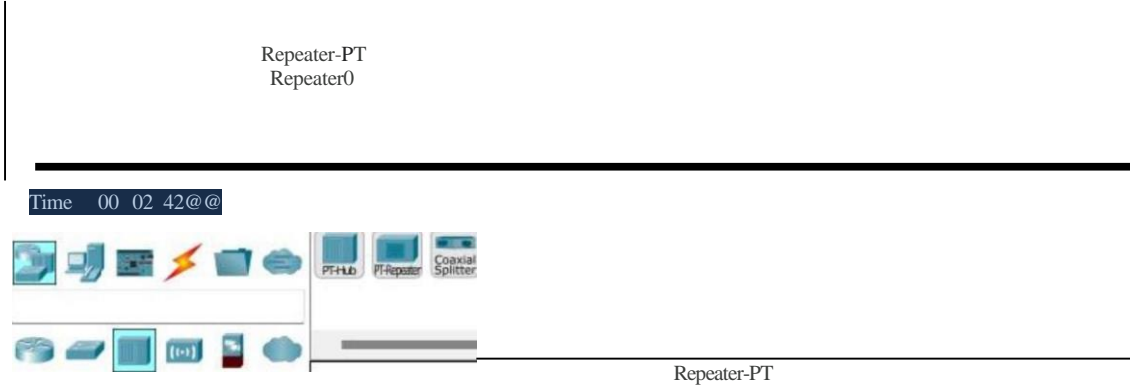 Repeater-PT
Repeater0
Time 00 02 42@@
PT-Hub PT-Repeater Coaxial
Splitter
Repeater-PT